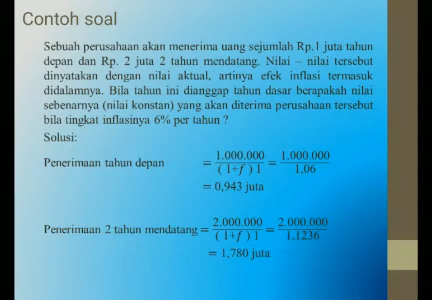 Contoh soal
Sebuah perusahaan akan menerima uang sejumlah Rp.1 juta tahun
depan dan Rp. 2 juta 2 tahun mendatang. Nilai – nilai tersebut
dinyatakan dengan nilai aktual, artinya efek inflasi termasuk
didalamnya. Bila tahun ini dianggap tahun dasar berapakah nilai
sebenarnya (nilai konstan) yang akan diterima perusahaan tersebut
bila tingkat inflasinya 6% per tahun ?
Solusi:
Penerimaan tahun depan = 1.000.000 / ( 1+f ) 1 = 1.000.000 / 1,06
= 0,943 juta
Penerimaan 2 tahun mendatang = 2.000.000 / ( 1+f ) 1 = 2.000.000 / 1,1236
= 1,780 juta